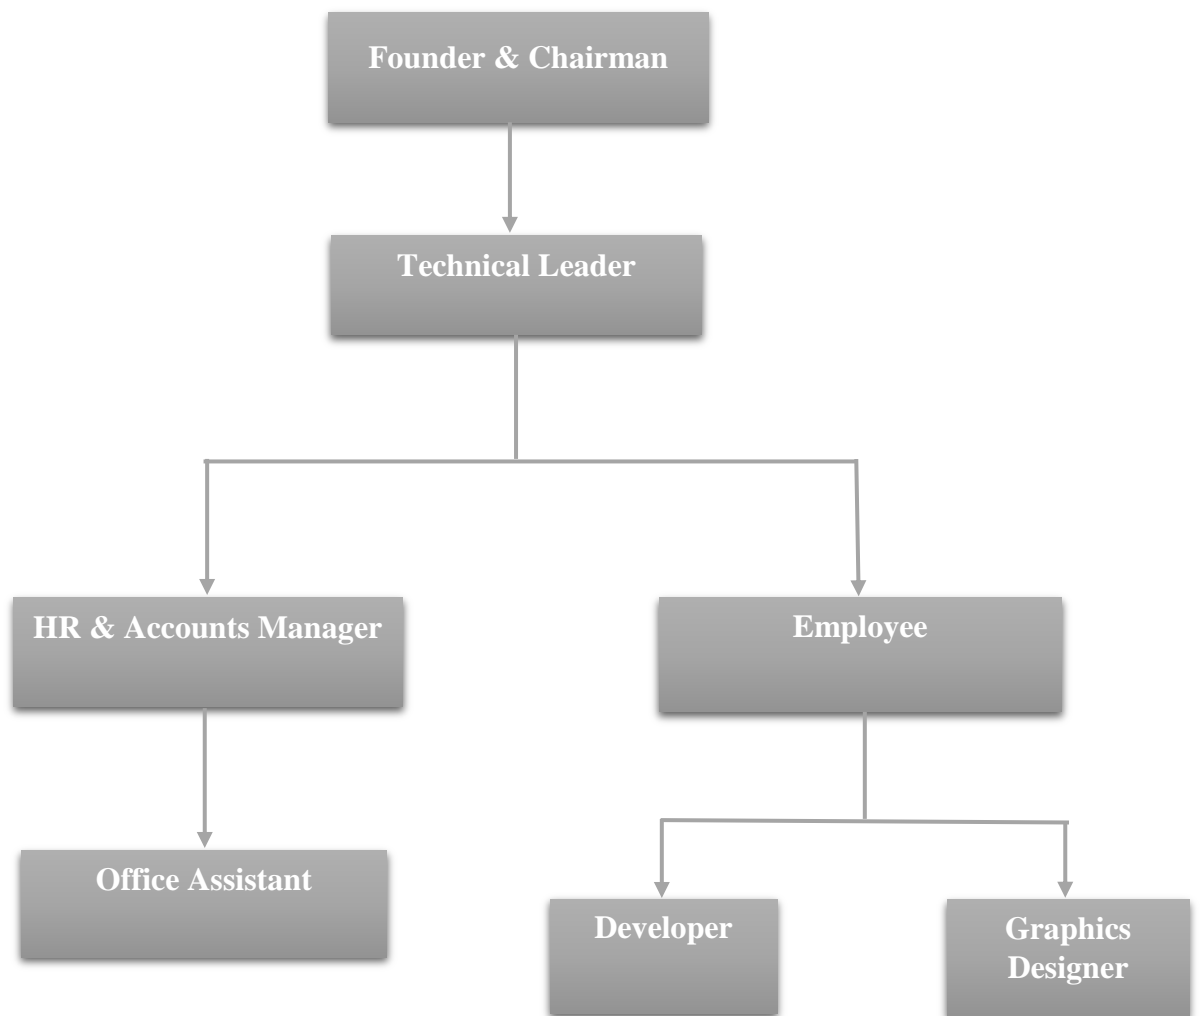 Founder & Chairman
Technical Leader
HR & Accounts Manager
Employee
Office Assistant
Developer
Graphics
Designer